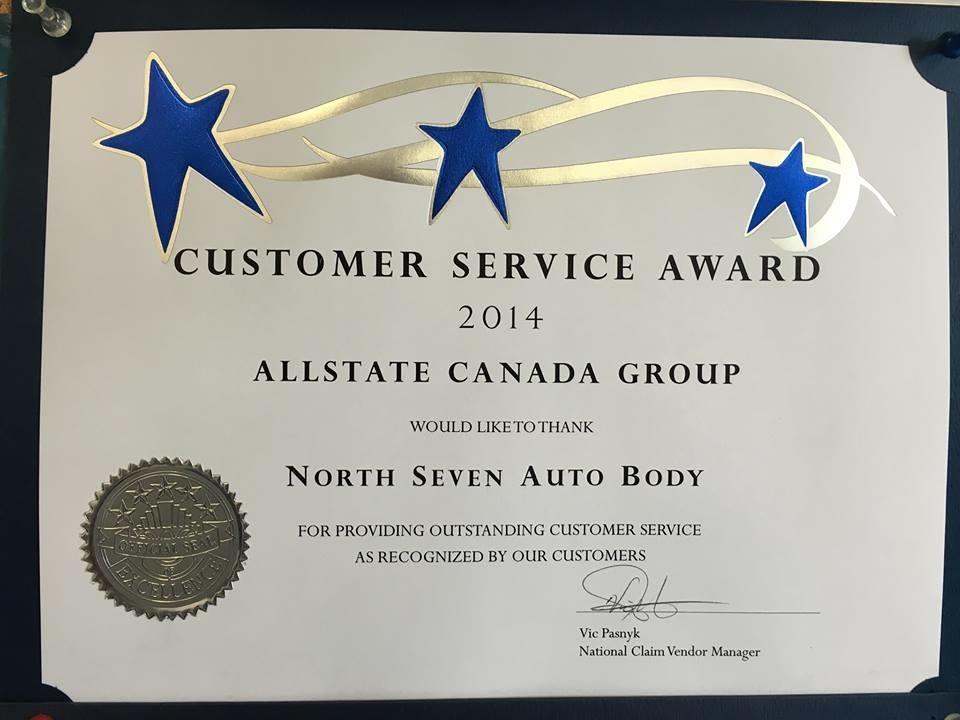 CUSTOMER SERVICE AWARD
2014
ALLSTATE CANADA GROUP
WOULD LIKE TO THANK
NORTH SEVEN AUTO BODY
FOR PROVIDING OUTSTANDING CUSTOMER SERVICE
AS RECOGNIZED BY OUR CUSTOMERS
OFFICIAL SEAL
OF
EXCELLENCE
Vic Pasnyk
National Claim Vendor Manager